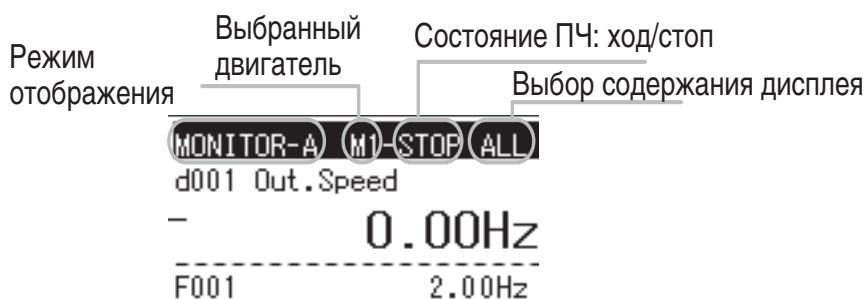 Режим
отображения
Выбранный
двигатель
Состояние ПЧ: ход/стоп
Выбор содержания дисплея
MONITOR-A M1-STOP ALL
d001 Out.Speed
0.00Hz
F001 2.00Hz